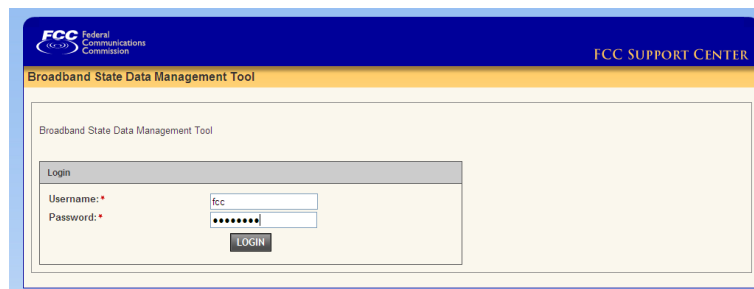 FCC Federal
Communications
Commission
FCC SUPPORT CENTER
Broadband State Data Management Tool
Broadband State Data Management Tool
Login
Username:* fcc
Password:* ••••••••
LOGIN